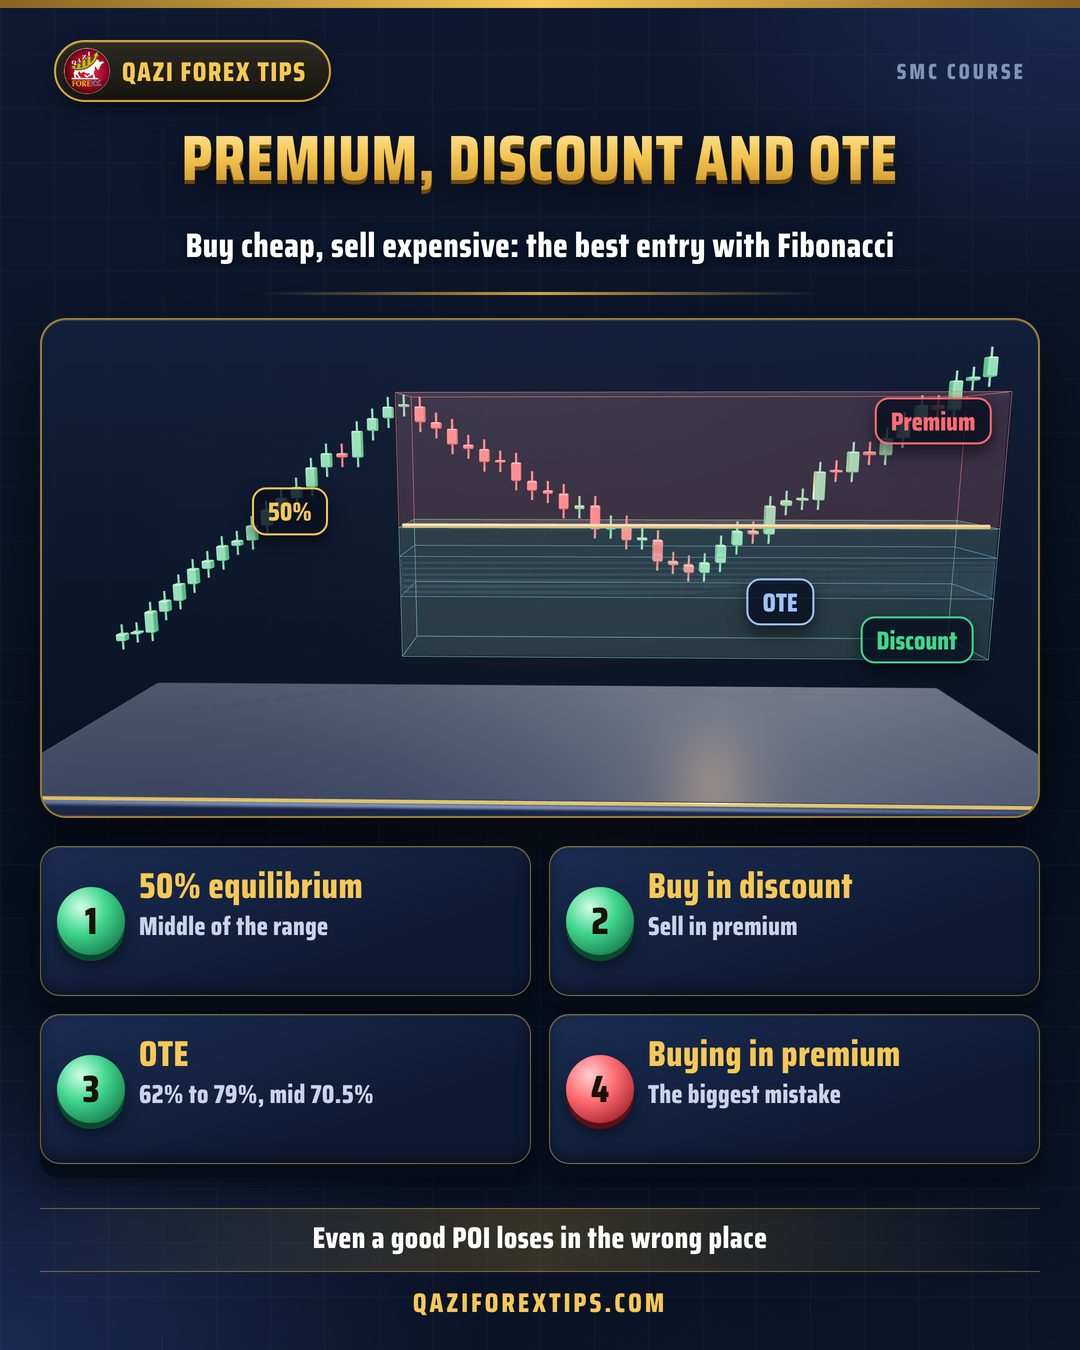 QAZI FOREX TIPS
SMC COURSE
PREMIUM, DISCOUNT AND OTE
Buy cheap, sell expensive: the best entry with Fibonacci
Premium
50%
OTE
Discount
1
50% equilibrium
Middle of the range
2
Buy in discount
Sell in premium
3
OTE
62% to 79%, mid 70.5%
4
Buying in premium
The biggest mistake
Even a good POI loses in the wrong place
QAZIFOREXTIPS.COM